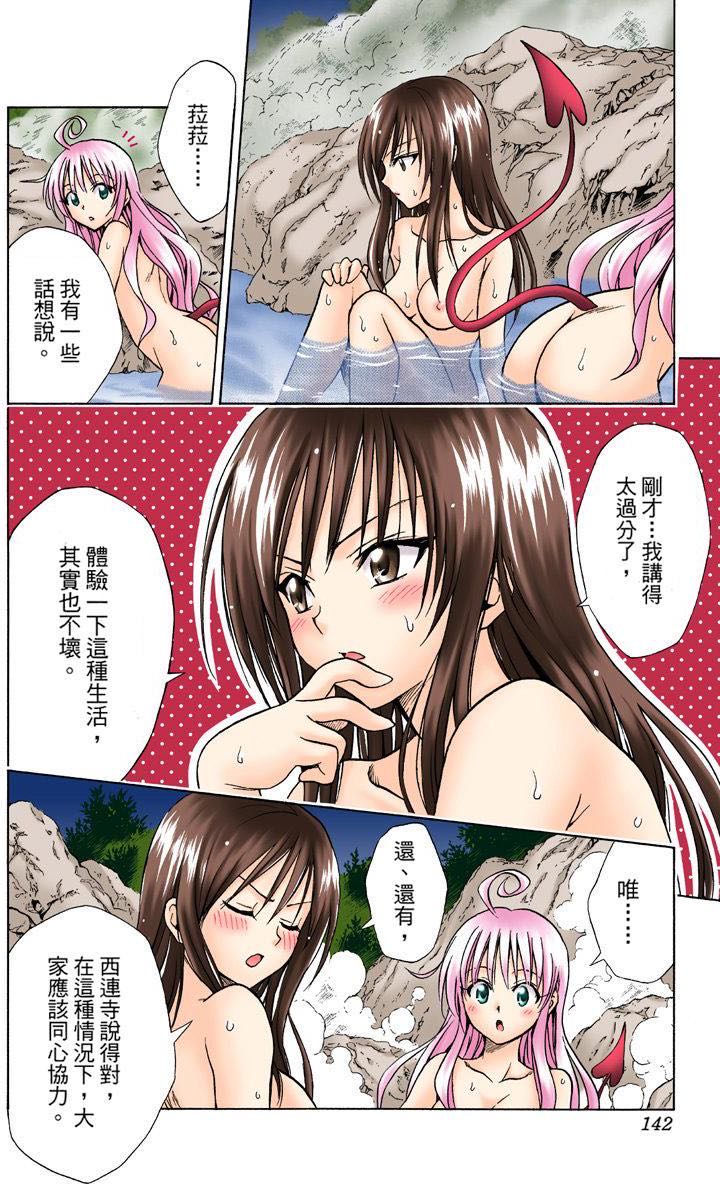 菈菈……
我有一些
話想說。
剛才…我講得
太過分了，
體驗一下這種生活，
其實也不壞。
唯……
還、還有，
西連寺說得對，
在這種情況下，大
家應該同心協力。
142